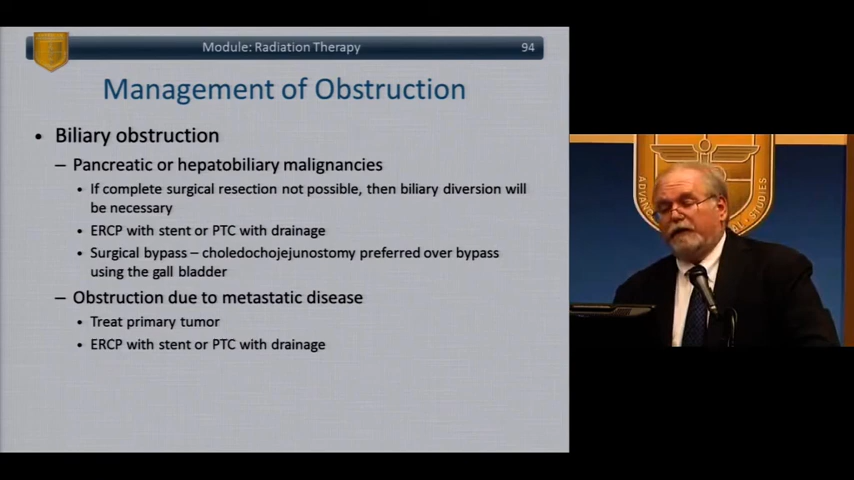 Module: Radiation Therapy 94
Management of Obstruction
• Biliary obstruction
– Pancreatic or hepatobiliary malignancies
• If complete surgical resection not possible, then biliary diversion will
be necessary
• ERCP with stent or PTC with drainage
• Surgical bypass – choledochojejunostomy preferred over bypass
using the gall bladder
– Obstruction due to metastatic disease
• Treat primary tumor
• ERCP with stent or PTC with drainage